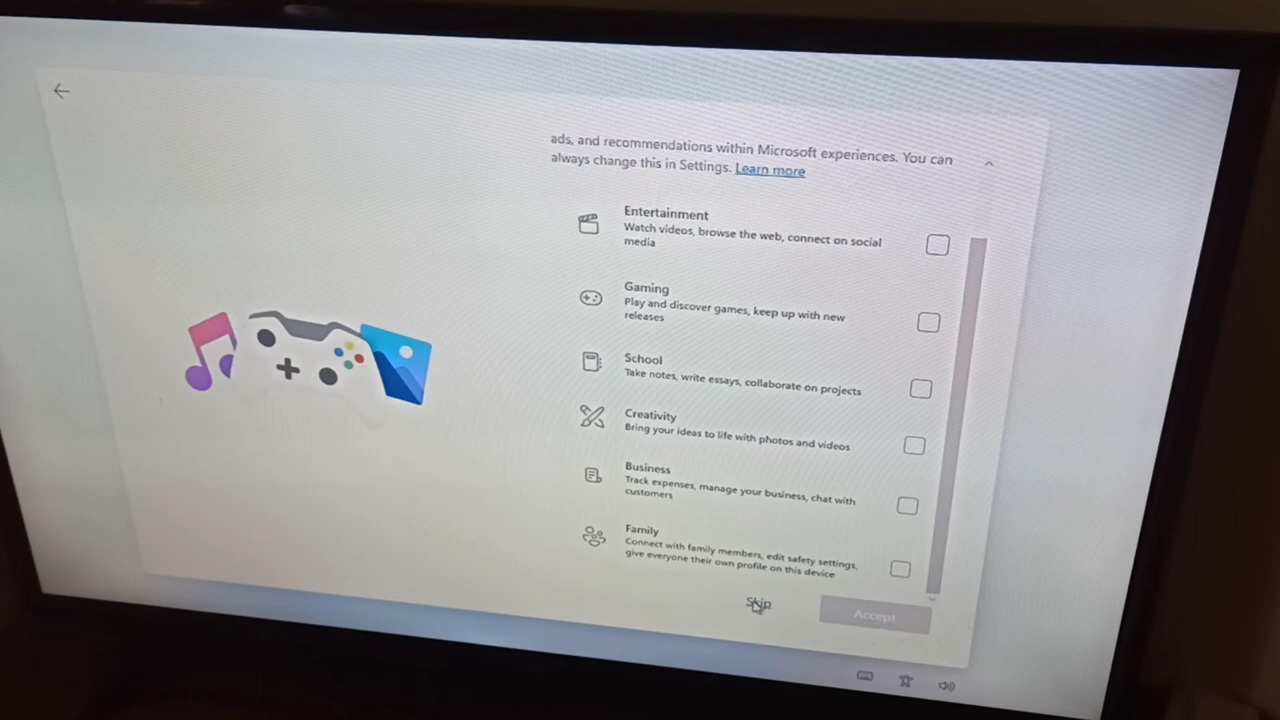 ads, and recommendations within Microsoft experiences. You can
always change this in Settings. Learn more
Entertainment
Watch videos, browse the web, connect on social
media
Gaming
Play and discover games, keep up with new
releases
School
Take notes, write essays, collaborate on projects
Creativity
Bring your ideas to life with photos and videos
Business
Track expenses, manage your business, chat with
customers
Family
Connect with family members, edit safety settings,
give everyone their own profile on this device
Skip
Accept